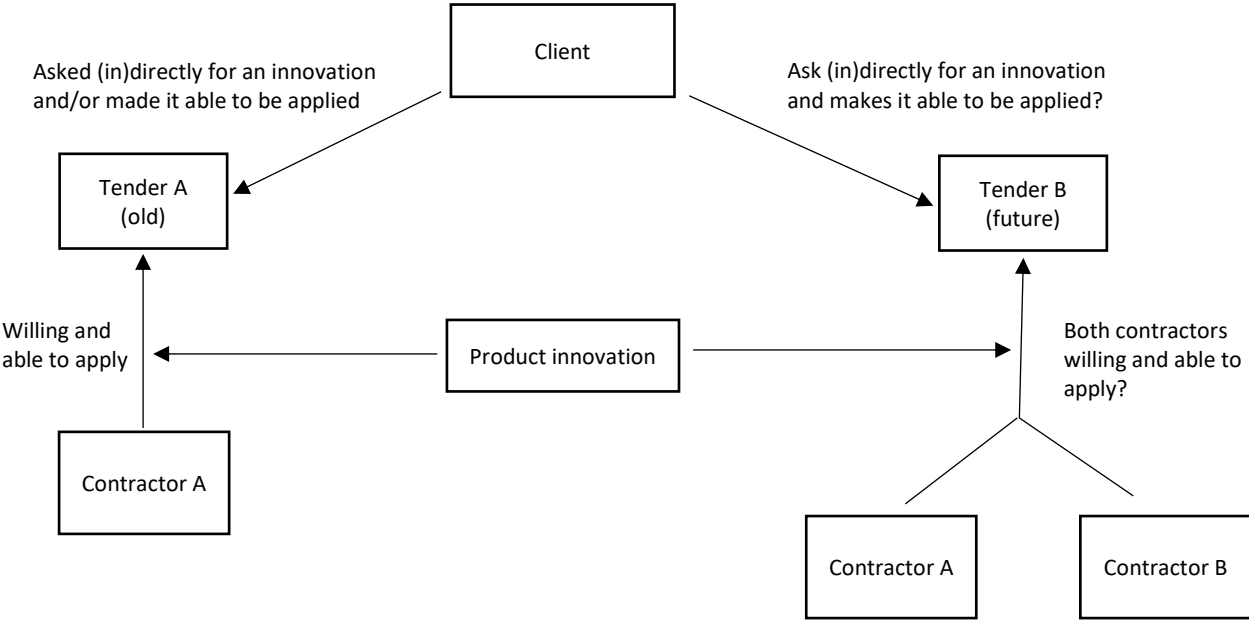 Client
Asked (in)directly for an innovation
and/or made it able to be applied
Ask (in)directly for an innovation
and makes it able to be applied?
Tender A
(old)
Tender B
(future)
Willing and
able to apply
Product innovation
Both contractors
willing and able to
apply?
Contractor A
Contractor A
Contractor B